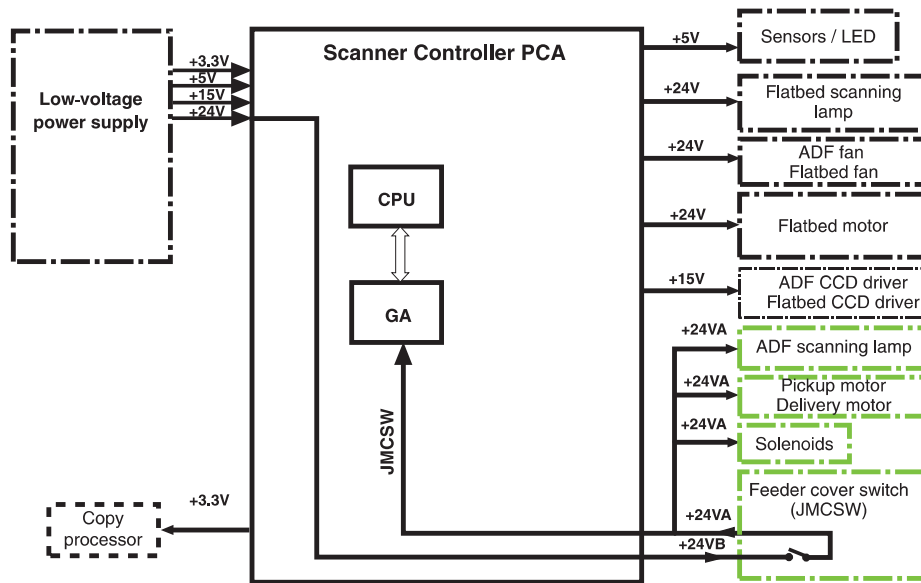 Scanner Controller PCA
Low-voltage
power supply
+3.3V
+5V
+15V
+24V
CPU
GA
JMCSW
+5V
Sensors / LED
+24V
Flatbed scanning
lamp
+24V
ADF fan
Flatbed fan
+24V
Flatbed motor
+15V
ADF CCD driver
Flatbed CCD driver
+24VA
ADF scanning lamp
+24VA
Pickup motor
Delivery motor
+24VA
Solenoids
Feeder cover switch
(JMCSW)
+24VA
+24VB
+3.3V
Copy
processor